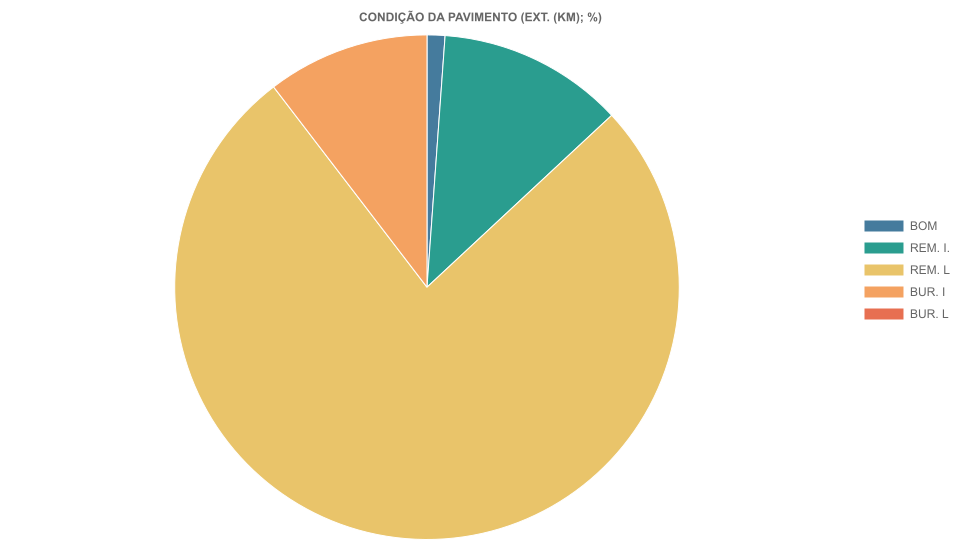 CONDIÇÃO DA PAVIMENTO (EXT. (KM); %)
BOM
REM. I.
REM. L
BUR. I
BUR. L